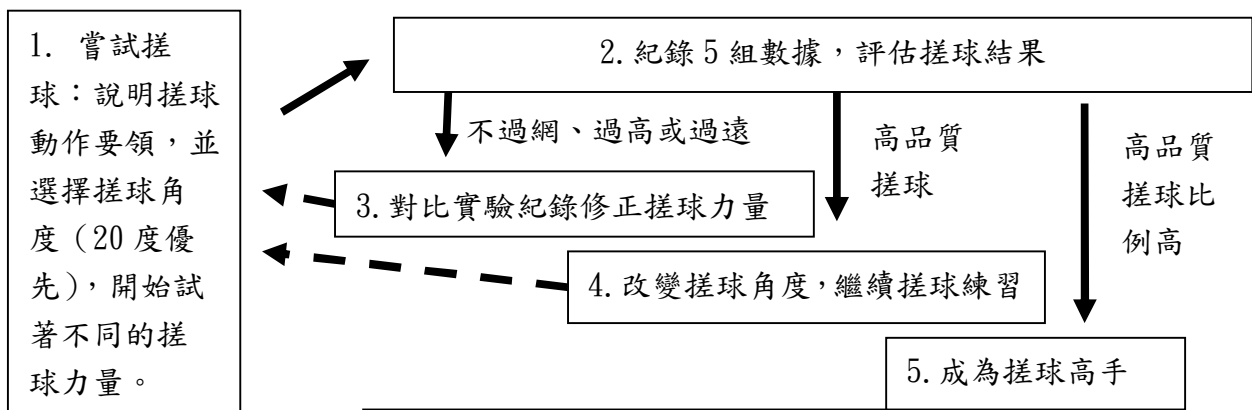 1. 嘗試搓
球：說明搓球
動作要領，並
選擇搓球角
度（20 度優
先），開始試
著不同的搓
球力量。
2.紀錄 5 組數據，評估搓球結果
不過網、過高或過遠
高品質
搓球
高品質
搓球比
例高
3.對比實驗紀錄修正搓球力量
4.改變搓球角度，繼續搓球練習
5.成為搓球高手